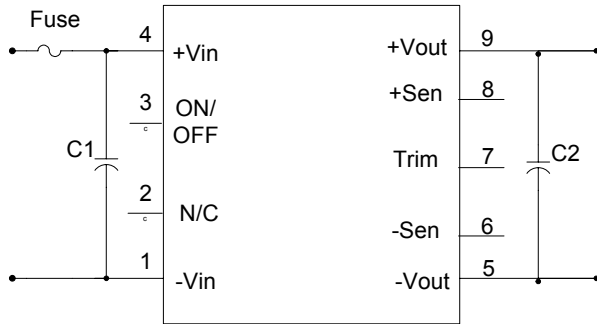 Fuse
4
+Vin
+Vout
9
3
ON/
OFF
+Sen
8
C1
Trim
7
C2
2
N/C
-Sen
6
1
-Vin
-Vout
5